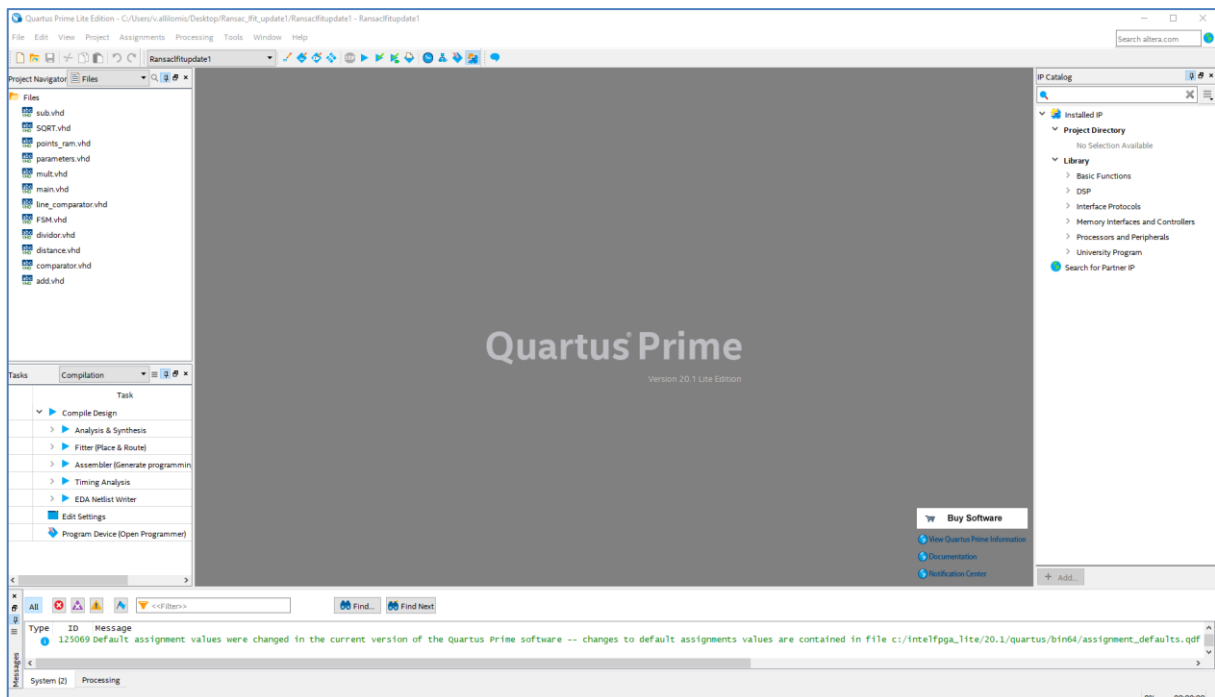 Quartus Prime Lite Edition - C:/Users/v.allilomis/Desktop/Ransac_lfit_update1/Ransaclfitupdate1 - Ransaclfitupdate1
File Edit View Project Assignments Processing Tools Window Help
Search altera.com
Ransaclfitupdate1
Project Navigator Files
Files
sub.vhd
SQRT.vhd
points_ram.vhd
parameters.vhd
mult.vhd
main.vhd
line_comparator.vhd
FSM.vhd
dividor.vhd
distance.vhd
comparator.vhd
add.vhd
Tasks Compilation
Task
Compile Design
Analysis & Synthesis
Fitter (Place & Route)
Assembler (Generate programmin
Timing Analysis
EDA Netlist Writer
Edit Settings
Program Device (Open Programmer)
Quartus® Prime
Version 20.1 Lite Edition
Buy Software
View Quartus Prime Information
Documentation
Notification Center
IP Catalog
Installed IP
Project Directory
No Selection Available
Library
Basic Functions
DSP
Interface Protocols
Memory Interfaces and Controllers
Processors and Peripherals
University Program
Search for Partner IP
+ Add...
All <<Filter>> Find... Find Next
Type ID Message
125069 Default assignment values were changed in the current version of the Quartus Prime software -- changes to default assignments values are contained in file c:/intelfpga_lite/20.1/quartus/bin64/assignment_defaults.qdf
Messages
System (2) Processing